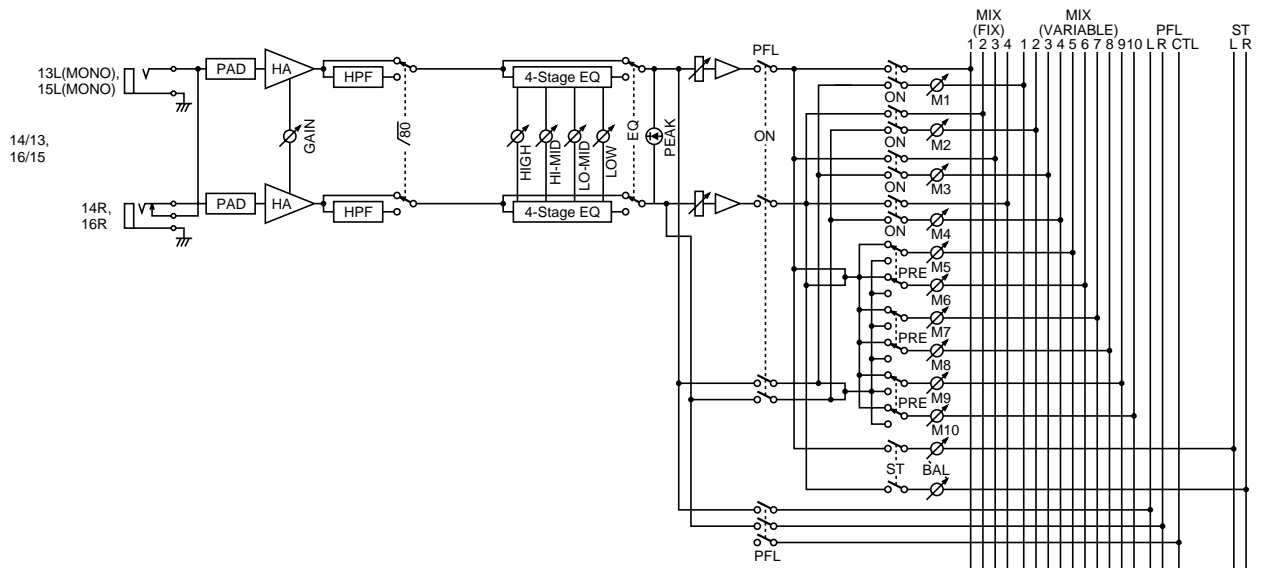 MIX
(FIX)
MIX
(VARIABLE)
PFL
ST
1 2 3 4
1 2 3 4 5 6 7 8 9 10
L R CTL
L R
13L(MONO),
15L(MONO)
14/13,
16/15
14R,
16R
PAD
HA
GAIN
HPF
/80
4-Stage EQ
HIGH
HI-MID
LO-MID
LOW
EQ
PEAK
PFL
ON
PAD
HA
HPF
4-Stage EQ
ON
M1
ON
M2
ON
M3
ON
M4
PRE
M5
M6
PRE
M7
M8
PRE
M9
M10
ST
BAL
PFL